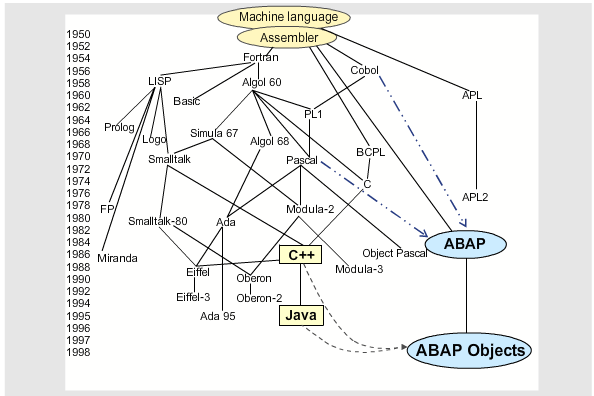 Machine language
Assembler
1950
1952
1954
1956
1958
1960
1962
1964
1966
1968
1970
1972
1974
1976
1978
1980
1982
1984
1986
1988
1990
1992
1994
1995
1996
1997
1998
Fortran
LISP
Cobol
Algol 60
APL
Basic
PL1
Prolog
Logo
Simula 67
Algol 68
Smalltalk
Pascal
BCPL
C
APL2
FP
Modula-2
Smalltalk-80
Ada
ABAP
Miranda
C++
Object Pascal
Eiffel
Oberon
Modula-3
Eiffel-3
Oberon-2
Ada 95
Java
ABAP Objects